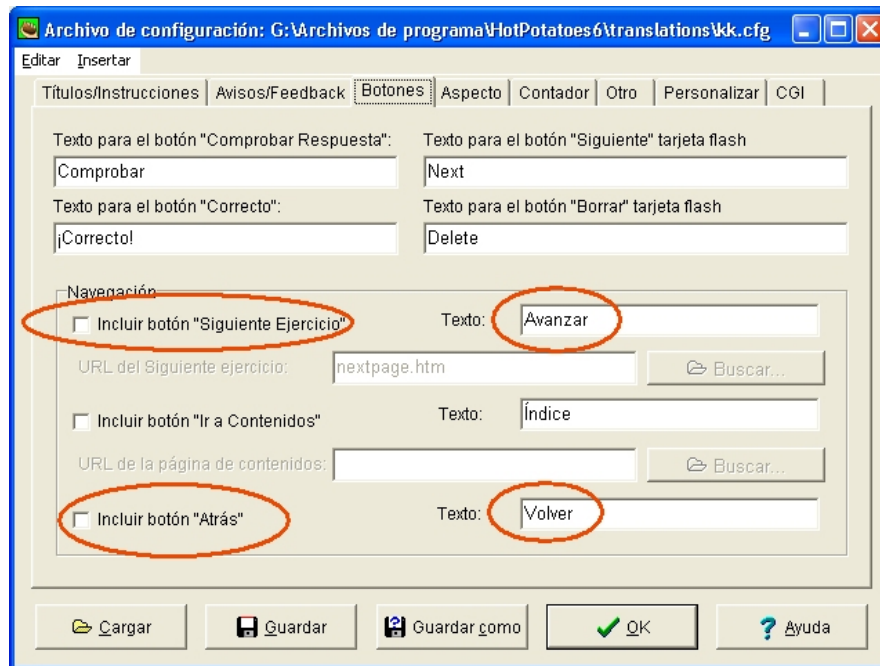 Archivo de configuración: G:\Archivos de programa\HotPotatoes6\translations\kk.cfg
Editar Insertar
Títulos/Instrucciones Avisos/Feedback Botones Aspecto Contador Otro Personalizar CGI
Texto para el botón "Comprobar Respuesta": Texto para el botón "Siguiente" tarjeta flash
Comprobar Next
Texto para el botón "Correcto": Texto para el botón "Borrar" tarjeta flash
¡Correcto! Delete
Navegación
Incluir botón "Siguiente Ejercicio" Texto: Avanzar
URL del Siguiente ejercicio: nextpage.htm Buscar...
Incluir botón "Ir a Contenidos" Texto: Índice
URL de la página de contenidos: Buscar...
Incluir botón "Atrás" Texto: Volver
Cargar Guardar Guardar como OK Ayuda